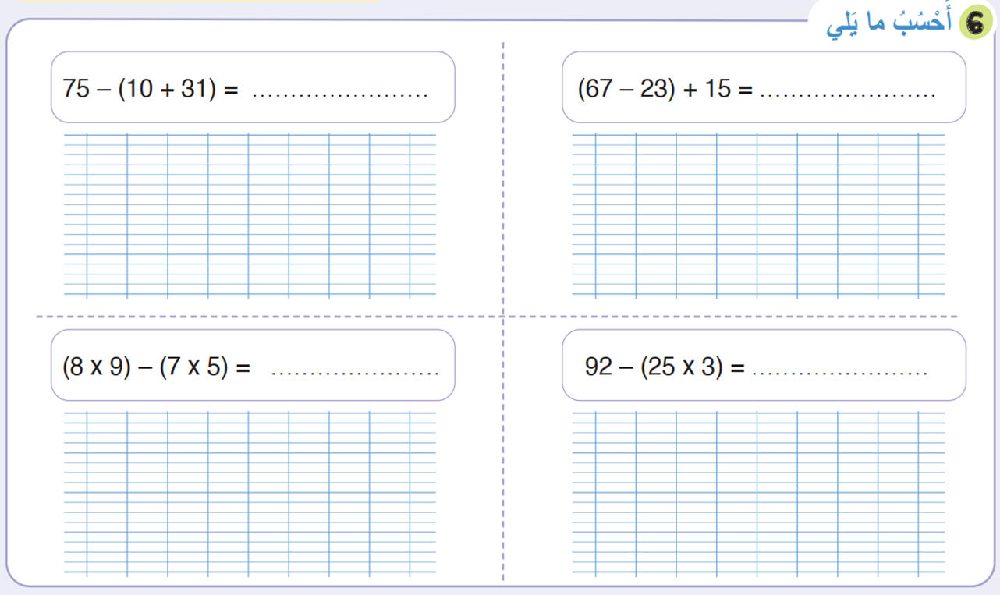 6 أَحْسُبُ ما يَلي
75 – (10 + 31) = .......................
(67 – 23) + 15 = .......................
(8 x 9) – (7 x 5) = ......................
92 – (25 x 3) = .......................